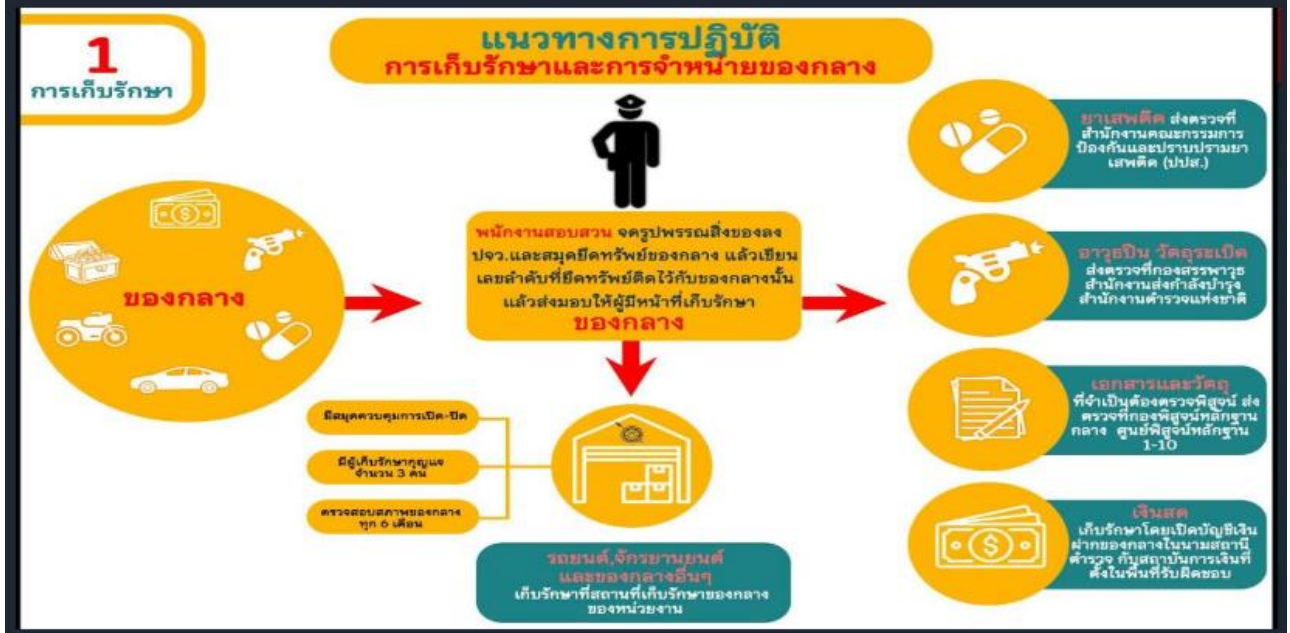 1
การเก็บรักษา
แนวทางการปฏิบัติ
การเก็บรักษาและการจำหน่ายของกลาง
ของกลาง
พนักงานสอบสวน จดรูปพรรณสิ่งของลง
ปจว.และสมุดยึดทรัพย์ของกลาง แล้วเขียน
เลขลำดับที่ยึดทรัพย์ติดไว้กับของกลางนั้น
แล้วส่งมอบให้ผู้มีหน้าที่เก็บรักษา
ของกลาง
มีสมุดควบคุมการเปิด-ปิด
มีผู้เก็บรักษากุญแจ
จำนวน 3 คน
ตรวจสอบสภาพของกลาง
ทุก 6 เดือน
รถยนต์,จักรยานยนต์
และของกลางอื่นๆ
เก็บรักษาที่สถานที่เก็บรักษาของกลาง
ของหน่วยงาน
ยาเสพติด ส่งตรวจที่
สำนักงานคณะกรรมการ
ป้องกันและปราบปรามยา
เสพติด (ปปส.)
อาวุธปืน วัตถุระเบิด
ส่งตรวจที่กองสรรพาวุธ
สำนักงานส่งกำลังบำรุง
สำนักงานตำรวจแห่งชาติ
เอกสารและวัตถุ
ที่จำเป็นต้องตรวจพิสูจน์ ส่ง
ตรวจที่กองพิสูจน์หลักฐาน
กลาง ศูนย์พิสูจน์หลักฐาน
1-10
เงินสด
เก็บรักษาโดยเปิดบัญชีเงิน
ฝากของกลางในนามสถานี
ตำรวจ กับสถาบันการเงินที่
ตั้งในพื้นที่รับผิดชอบ